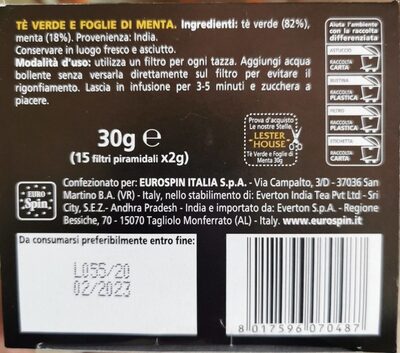 TÈ VERDE E FOGLIE DI MENTA. Ingredienti: tè verde (82%),
menta (18%). Provenienza: India.
Conservare in luogo fresco e asciutto.
Modalità d'uso: utilizza un filtro per ogni tazza. Aggiungi acqua
bollente senza versarla direttamente sul filtro per evitare il
rigonfiamento. Lascia in infusione per 3-5 minuti e zucchera a
piacere.
Aiuta l'ambiente
con la raccolta
differenziata
ASTUCCIO
RACCOLTA
CARTA
BUSTINA
RACCOLTA
PLASTICA
FILTRO
RACCOLTA
PLASTICA
ETICHETTA
RACCOLTA
CARTA
30g e
(15 filtri piramidali X2g)
Prova d'acquisto
Le nostre Stelle
LESTER
HOUSE
Tè Verde e Foglie di
Menta 30g
EURO
Spin
Confezionato per: EUROSPIN ITALIA S.p.A. - Via Campalto, 3/D - 37036 San
Martino B.A. (VR) - Italy, nello stabilimento di Everton India Tea Pvt Ltd - Sri
City, S.E.Z - Andhra Pradesh - India e importato da: Everton S.p.A. - Regione
Bessiche, 70 - 15070 Tagliolo Monferrato (AL) - Italy. www.eurospin.it
Da consumarsi preferibilmente entro fine:
L055/20
02/2023
8 017596 070487